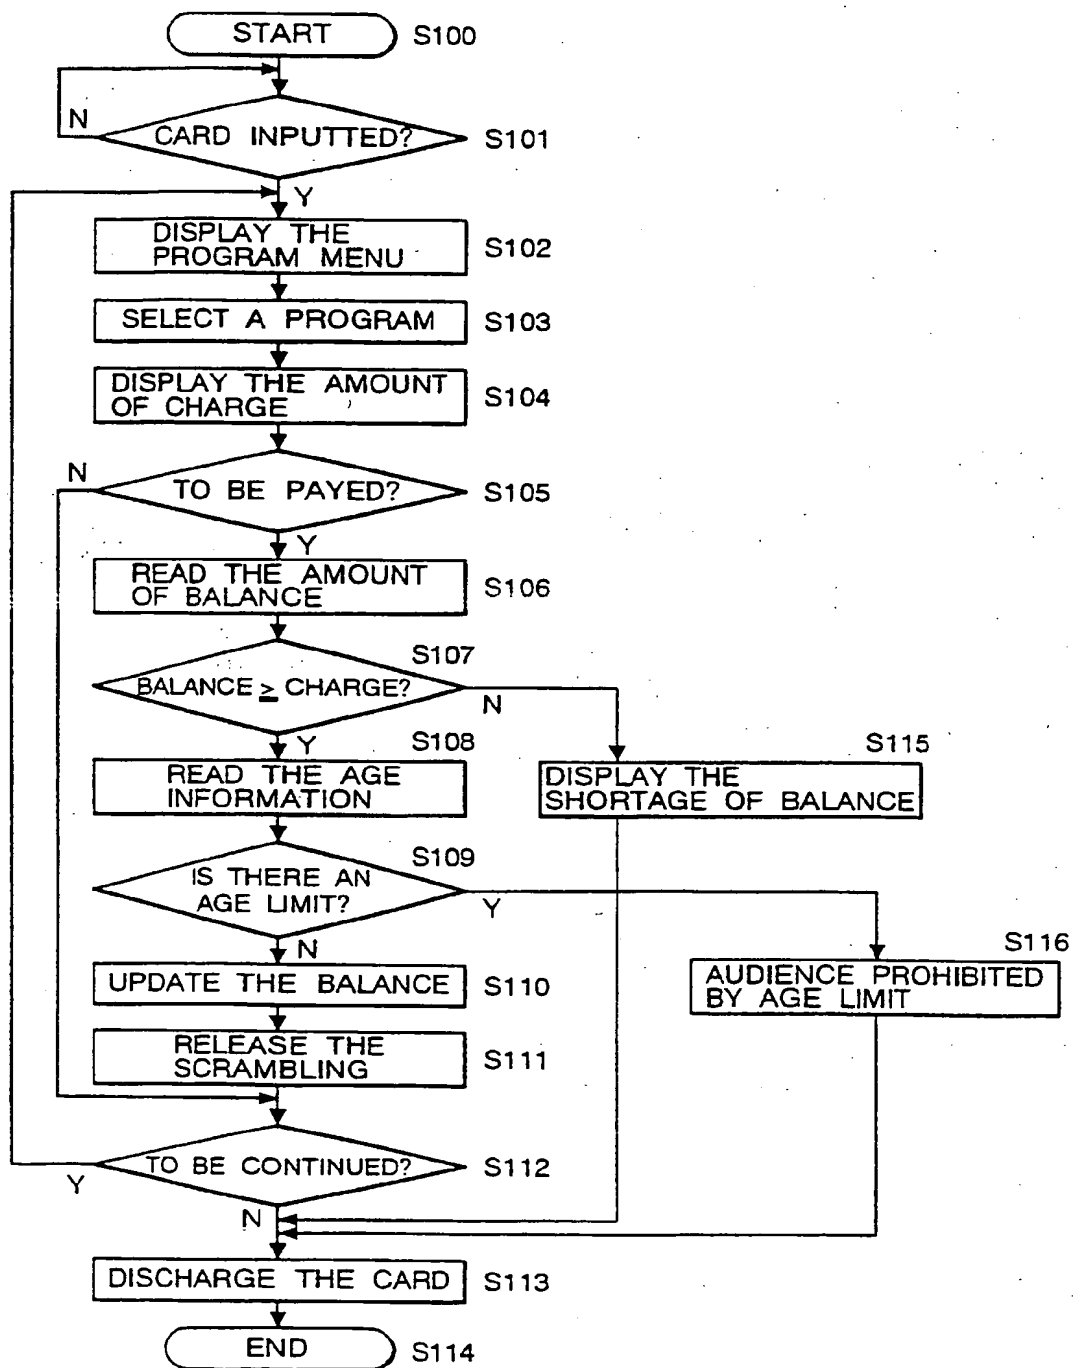 START S100
N
CARD INPUTTED? S101
Y
DISPLAY THE
PROGRAM MENU S102
SELECT A PROGRAM S103
DISPLAY THE AMOUNT
OF CHARGE S104
N
TO BE PAYED? S105
Y
READ THE AMOUNT
OF BALANCE S106
S107
BALANCE ≥ CHARGE?
N
Y
S108
READ THE AGE
INFORMATION
S115
DISPLAY THE
SHORTAGE OF BALANCE
S109
IS THERE AN
AGE LIMIT?
Y
N
S116
AUDIENCE PROHIBITED
BY AGE LIMIT
UPDATE THE BALANCE S110
RELEASE THE
SCRAMBLING S111
TO BE CONTINUED? S112
Y
N
DISCHARGE THE CARD S113
END S114